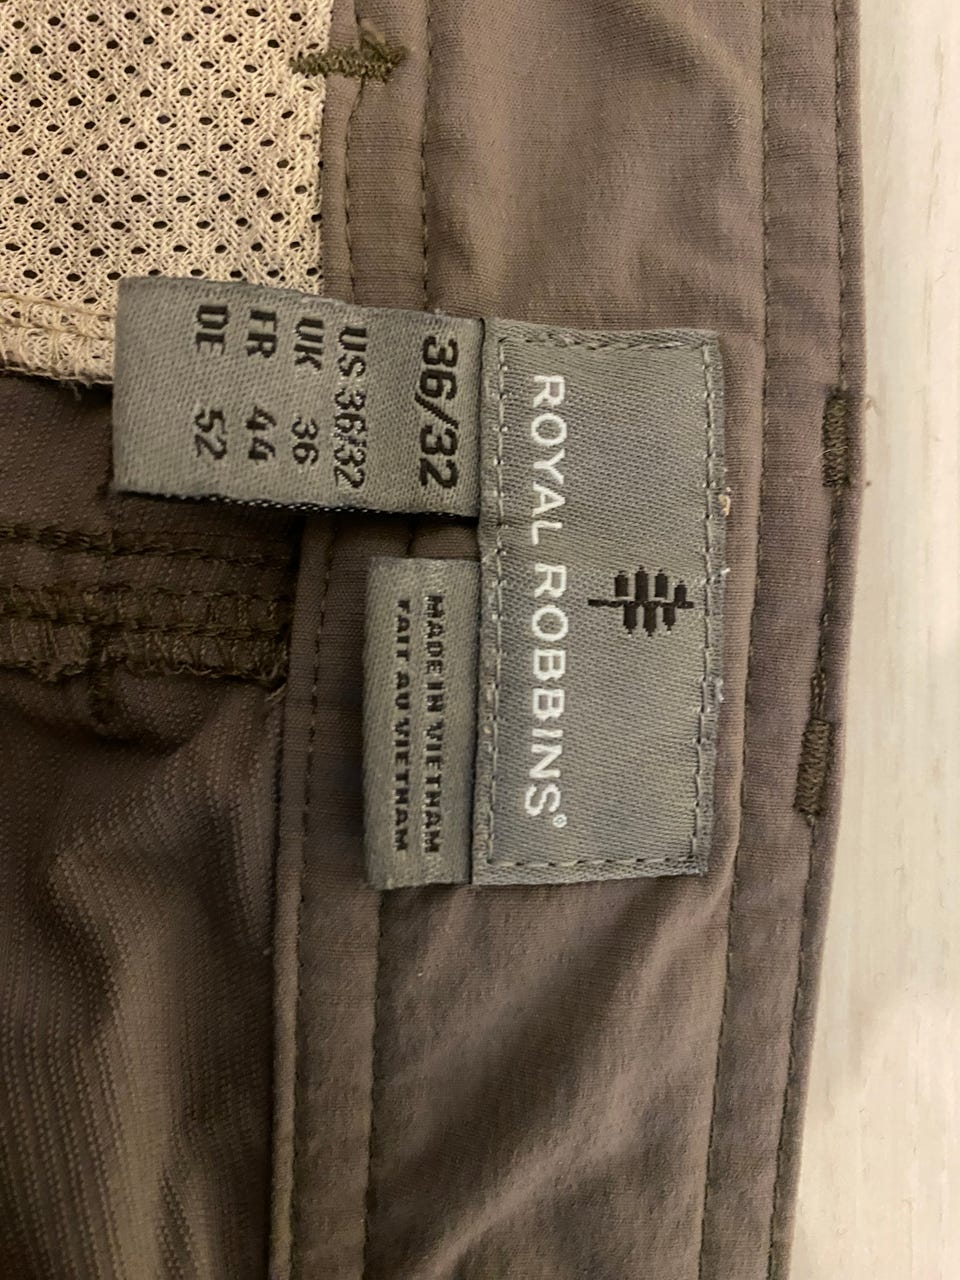 ROYAL ROBBINS®
36/32
US 36/32
UK 36
FR 44
DE 52
MADE IN VIETNAM
FAIT AU VIETNAM